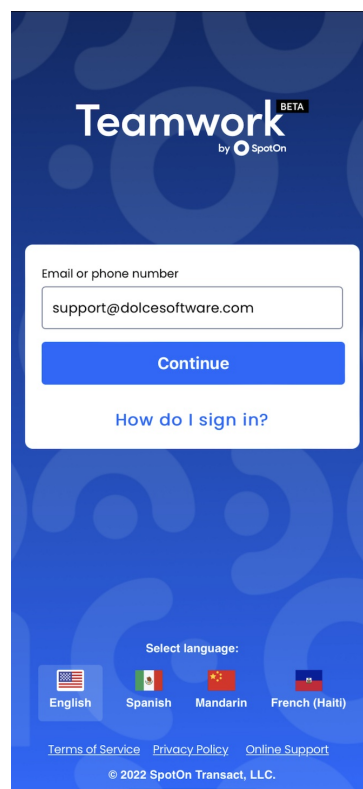 Teamwork BETA
by SpotOn
Email or phone number
support@dolcesoftware.com
Continue
How do I sign in?
Select language:
English Spanish Mandarin French (Haiti)
Terms of Service Privacy Policy Online Support
© 2022 SpotOn Transact, LLC.